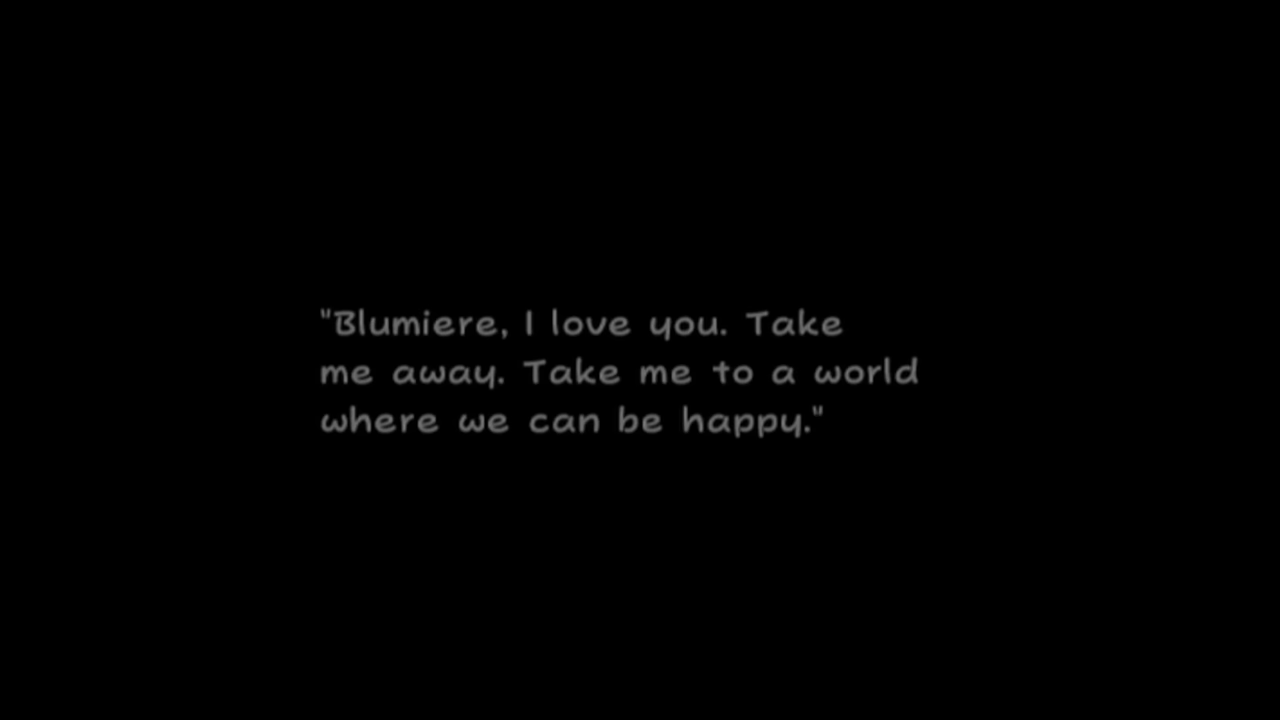 "Blumiere, I love you. Take
me away. Take me to a world
where we can be happy."